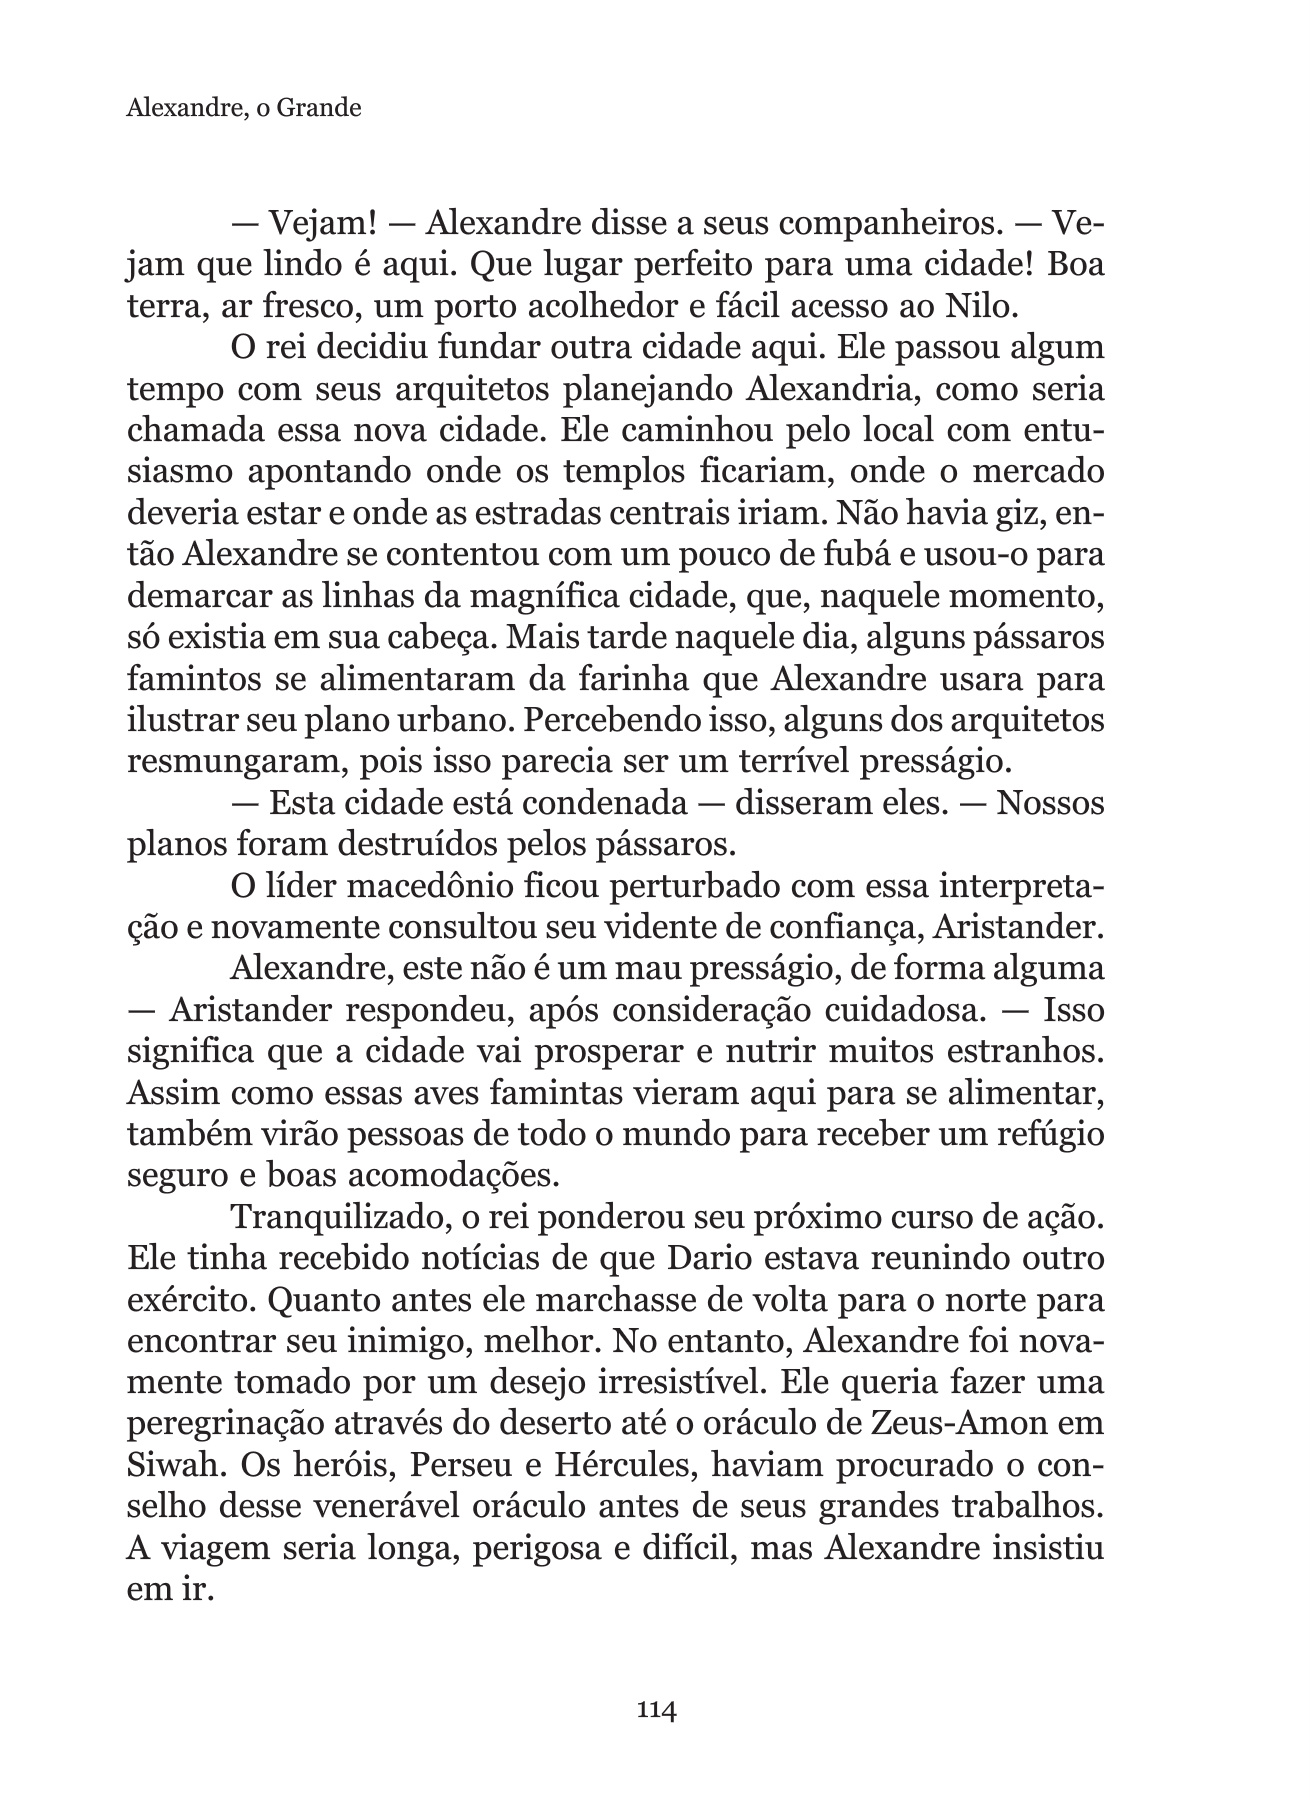 Alexandre, o Grande
— Vejam! — Alexandre disse a seus companheiros. — Ve-
jam que lindo é aqui. Que lugar perfeito para uma cidade! Boa
terra, ar fresco, um porto acolhedor e fácil acesso ao Nilo.
O rei decidiu fundar outra cidade aqui. Ele passou algum
tempo com seus arquitetos planejando Alexandria, como seria
chamada essa nova cidade. Ele caminhou pelo local com entu-
siasmo apontando onde os templos ficariam, onde o mercado
deveria estar e onde as estradas centrais iriam. Não havia giz, en-
tão Alexandre se contentou com um pouco de fubá e usou-o para
demarcar as linhas da magnífica cidade, que, naquele momento,
só existia em sua cabeça. Mais tarde naquele dia, alguns pássaros
famintos se alimentaram da farinha que Alexandre usara para
ilustrar seu plano urbano. Percebendo isso, alguns dos arquitetos
resmungaram, pois isso parecia ser um terrível presságio.
— Esta cidade está condenada — disseram eles. — Nossos
planos foram destruídos pelos pássaros.
O líder macedônio ficou perturbado com essa interpreta-
ção e novamente consultou seu vidente de confiança, Aristander.
Alexandre, este não é um mau presságio, de forma alguma
— Aristander respondeu, após consideração cuidadosa. — Isso
significa que a cidade vai prosperar e nutrir muitos estranhos.
Assim como essas aves famintas vieram aqui para se alimentar,
também virão pessoas de todo o mundo para receber um refúgio
seguro e boas acomodações.
Tranquilizado, o rei ponderou seu próximo curso de ação.
Ele tinha recebido notícias de que Dario estava reunindo outro
exército. Quanto antes ele marchasse de volta para o norte para
encontrar seu inimigo, melhor. No entanto, Alexandre foi nova-
mente tomado por um desejo irresistível. Ele queria fazer uma
peregrinação através do deserto até o oráculo de Zeus-Amon em
Siwah. Os heróis, Perseu e Hércules, haviam procurado o con-
selho desse venerável oráculo antes de seus grandes trabalhos.
A viagem seria longa, perigosa e difícil, mas Alexandre insistiu
em ir.
114